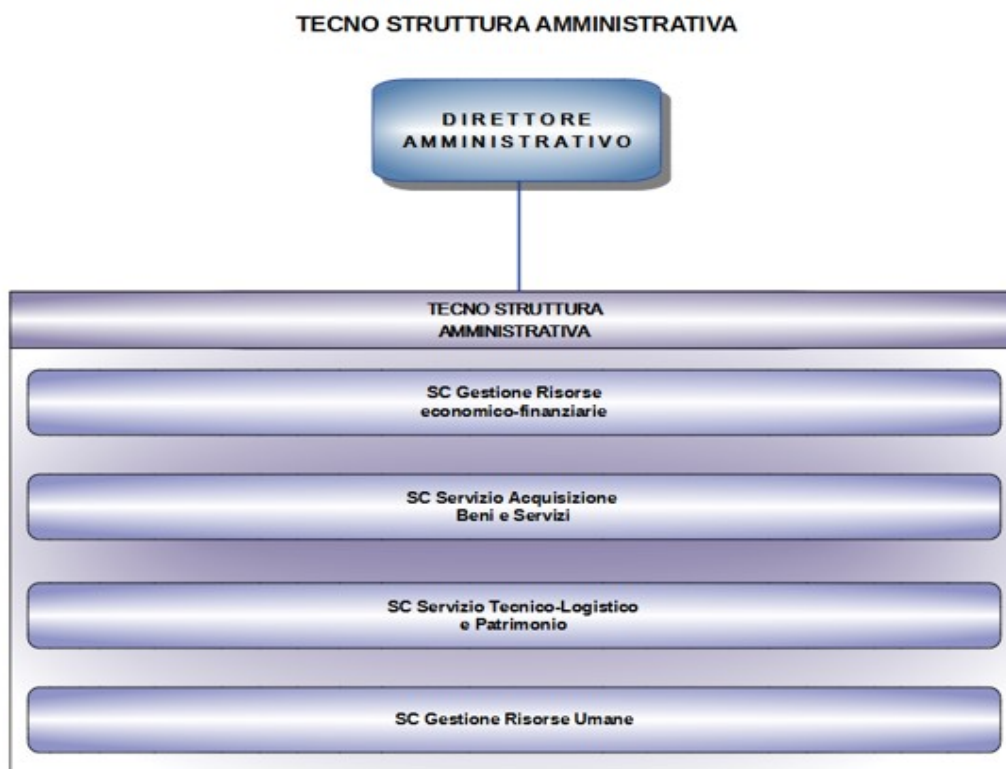 TECNO STRUTTURA AMMINISTRATIVA
DIRETTORE
AMMINISTRATIVO
TECNO STRUTTURA
AMMINISTRATIVA
SC Gestione Risorse
economico-finanziarie
SC Servizio Acquisizione
Beni e Servizi
SC Servizio Tecnico-Logistico
e Patrimonio
SC Gestione Risorse Umane